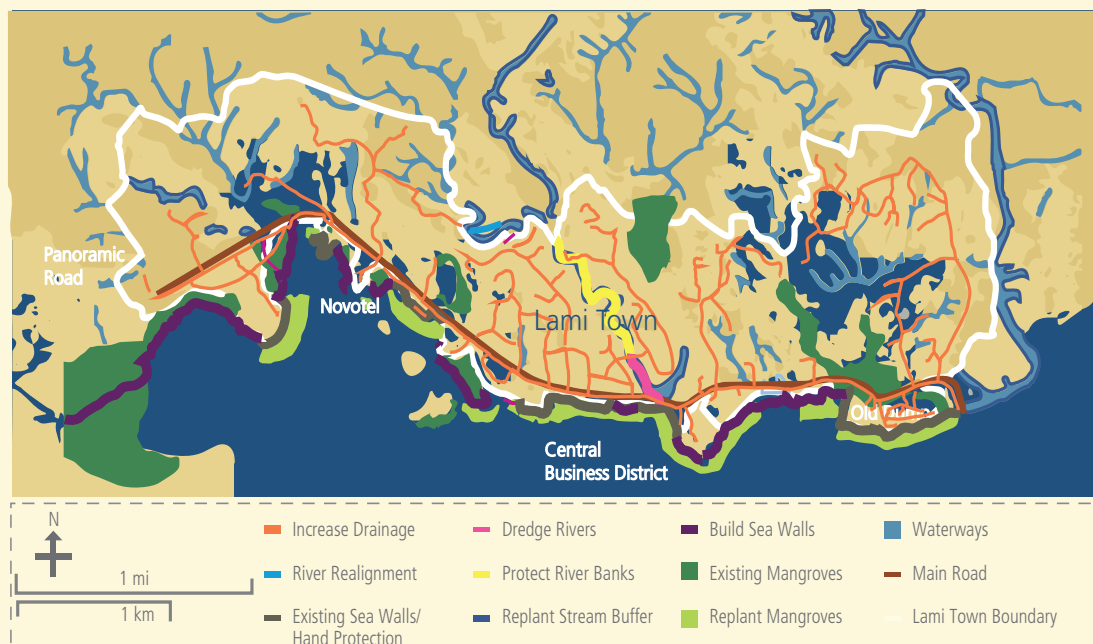 Panoramic
Road
Novotel
Lami Town
Central
Business District
Old Dump
N
1 mi
1 km
Increase Drainage
River Realignment
Existing Sea Walls/
Hand Protection
Dredge Rivers
Protect River Banks
Replant Stream Buffer
Build Sea Walls
Existing Mangroves
Replant Mangroves
Waterways
Main Road
Lami Town Boundary